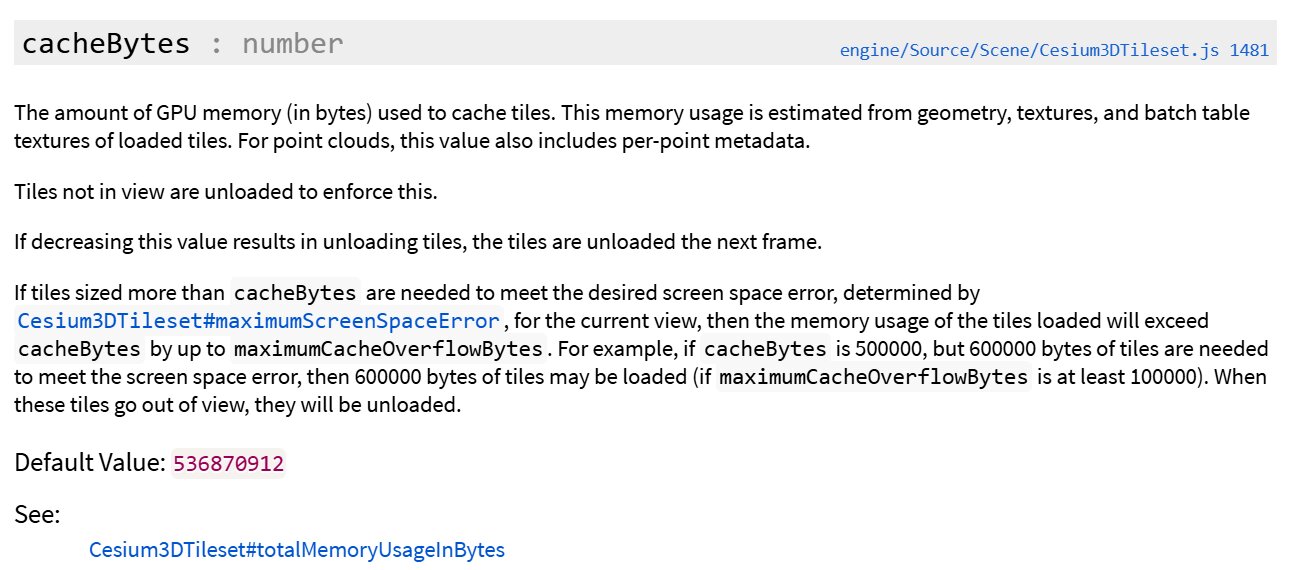 cacheBytes : number
engine/Source/Scene/Cesium3DTileset.js 1481
The amount of GPU memory (in bytes) used to cache tiles. This memory usage is estimated from geometry, textures, and batch table
textures of loaded tiles. For point clouds, this value also includes per-point metadata.
Tiles not in view are unloaded to enforce this.
If decreasing this value results in unloading tiles, the tiles are unloaded the next frame.
If tiles sized more than cacheBytes are needed to meet the desired screen space error, determined by
Cesium3DTileset#maximumScreenSpaceError, for the current view, then the memory usage of the tiles loaded will exceed
cacheBytes by up to maximumCacheOverflowBytes. For example, if cacheBytes is 500000, but 600000 bytes of tiles are needed
to meet the screen space error, then 600000 bytes of tiles may be loaded (if maximumCacheOverflowBytes is at least 100000). When
these tiles go out of view, they will be unloaded.
Default Value: 536870912
See:
Cesium3DTileset#totalMemoryUsageInBytes